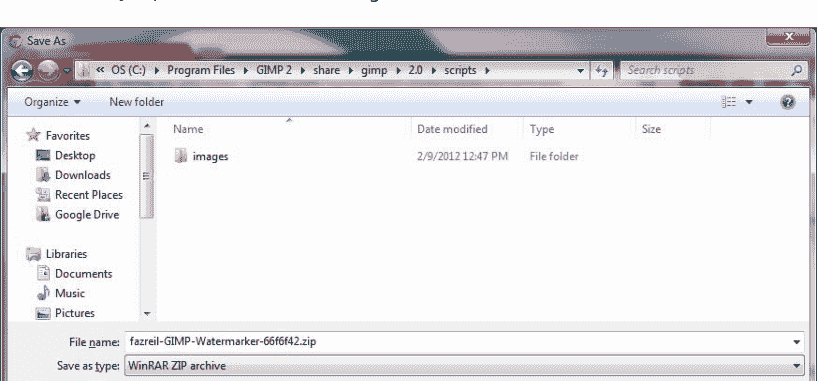 Save As
« OS (C:) ▸ Program Files ▸ GIMP 2 ▸ share ▸ gimp ▸ 2.0 ▸ scripts ▸ Search scripts
Organize New folder
Name Date modified Type Size
Favorites
Desktop
Downloads
Recent Places
Google Drive
Libraries
Documents
Music
Pictures
images 2/9/2012 12:47 PM File folder
File name: fazreil-GIMP-Watermarker-66f6f42.zip
Save as type: WinRAR ZIP archive